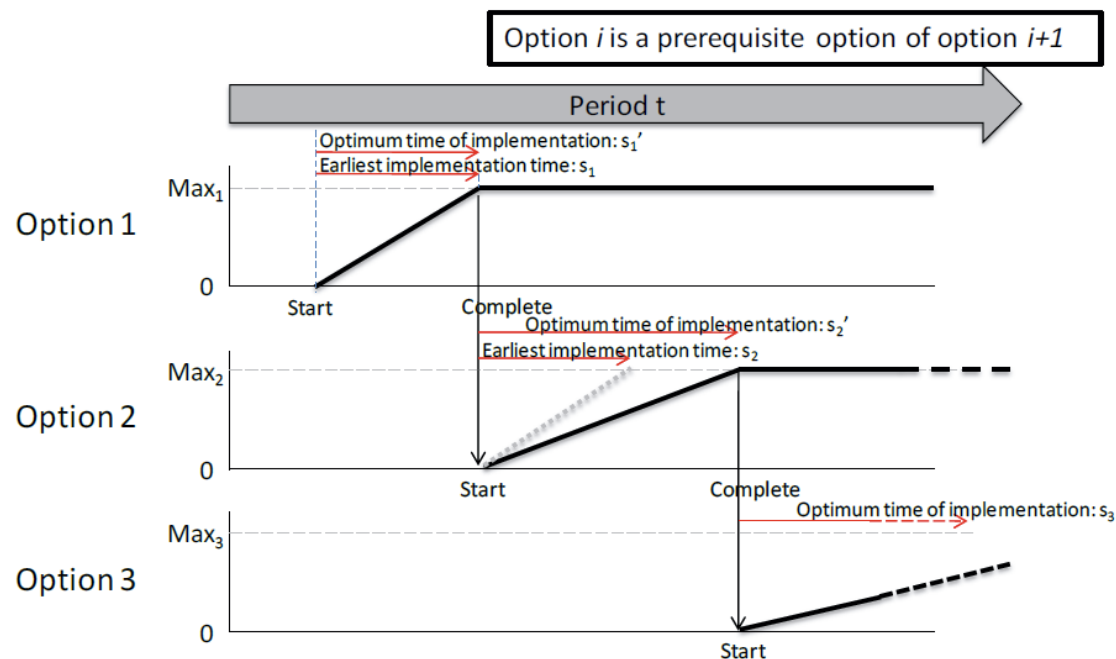 Option i is a prerequisite option of option i+1
Period t
Optimum time of implementation: s₁’
Earliest implementation time: s₁
Max₁
Option 1
0
Start
Complete
Optimum time of implementation: s₂’
Earliest implementation time: s₂
Max₂
Option 2
0
Start
Complete
Optimum time of implementation: s₃
Max₃
Option 3
0
Start